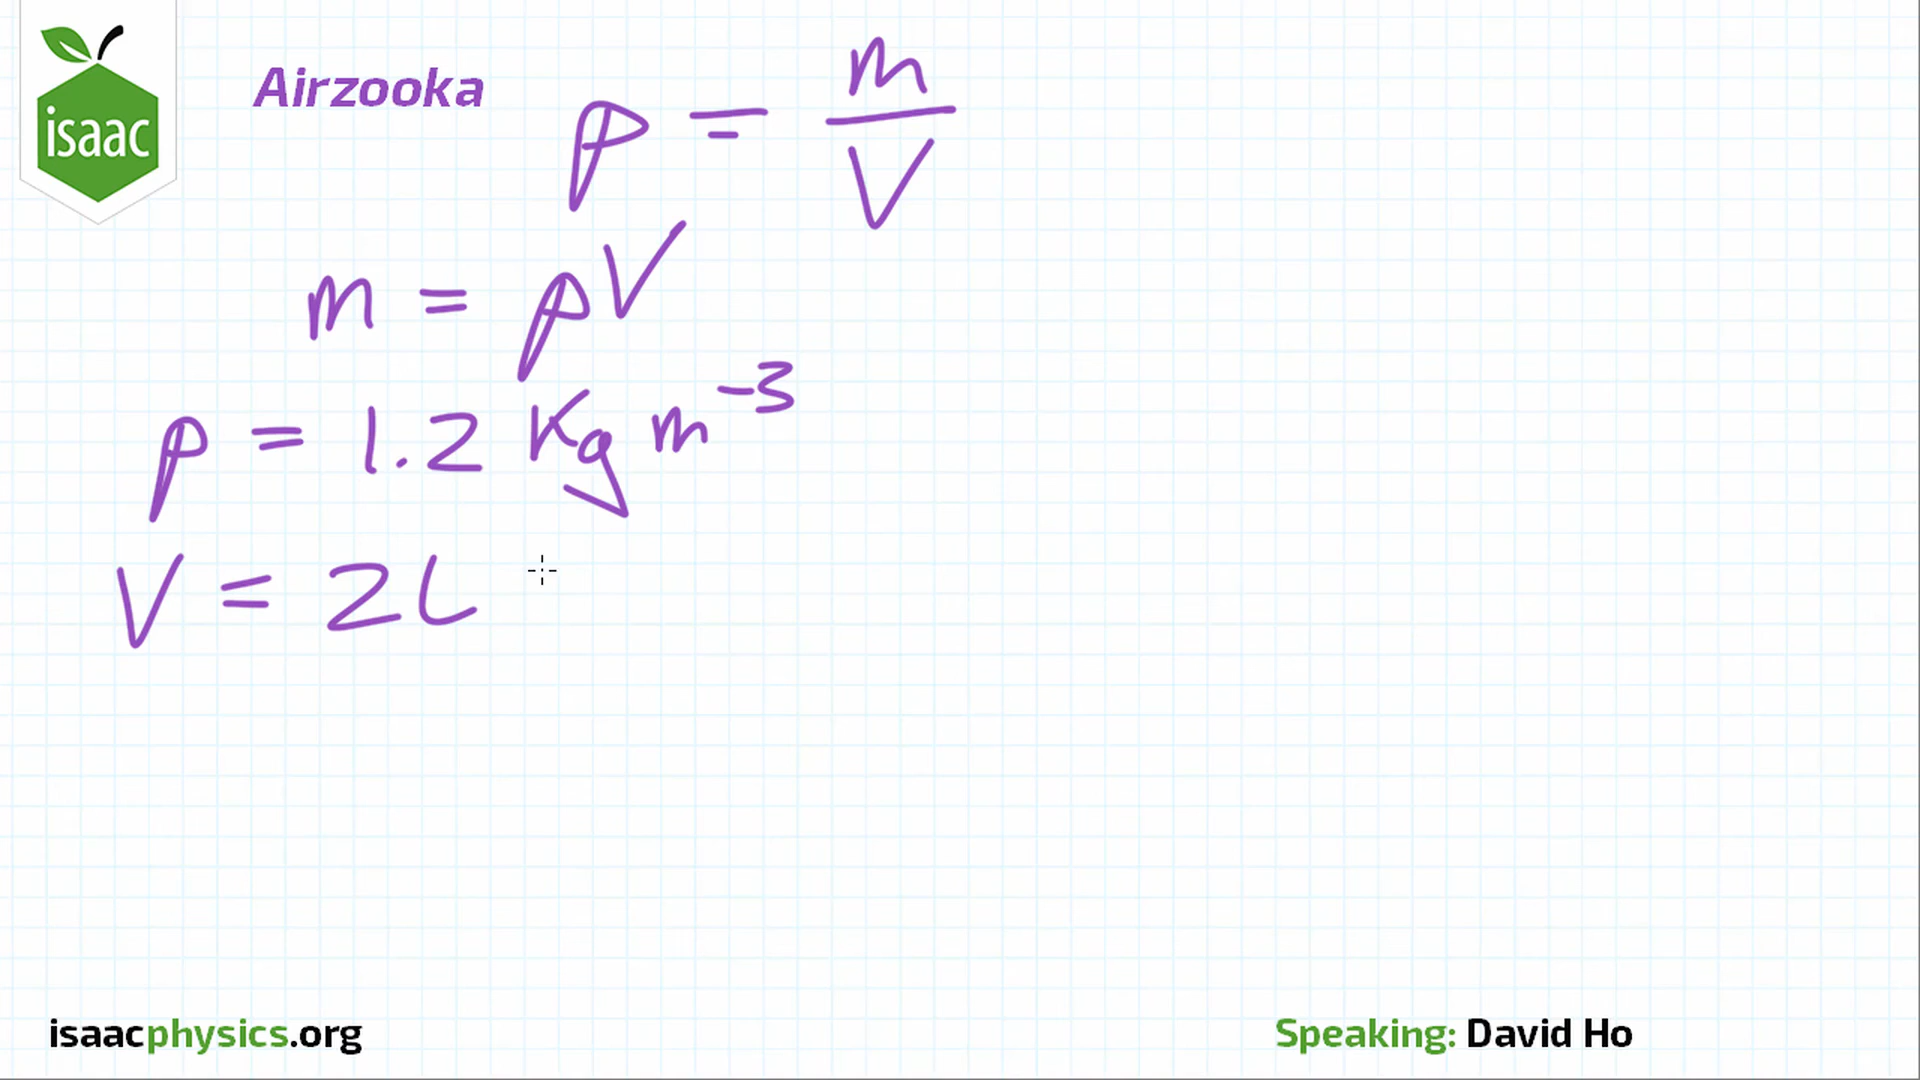 isaac
Airzooka
ρ = m/V
m = ρV
ρ = 1.2 Kg m⁻³
V = 2L
isaacphysics.org
Speaking: David Ho